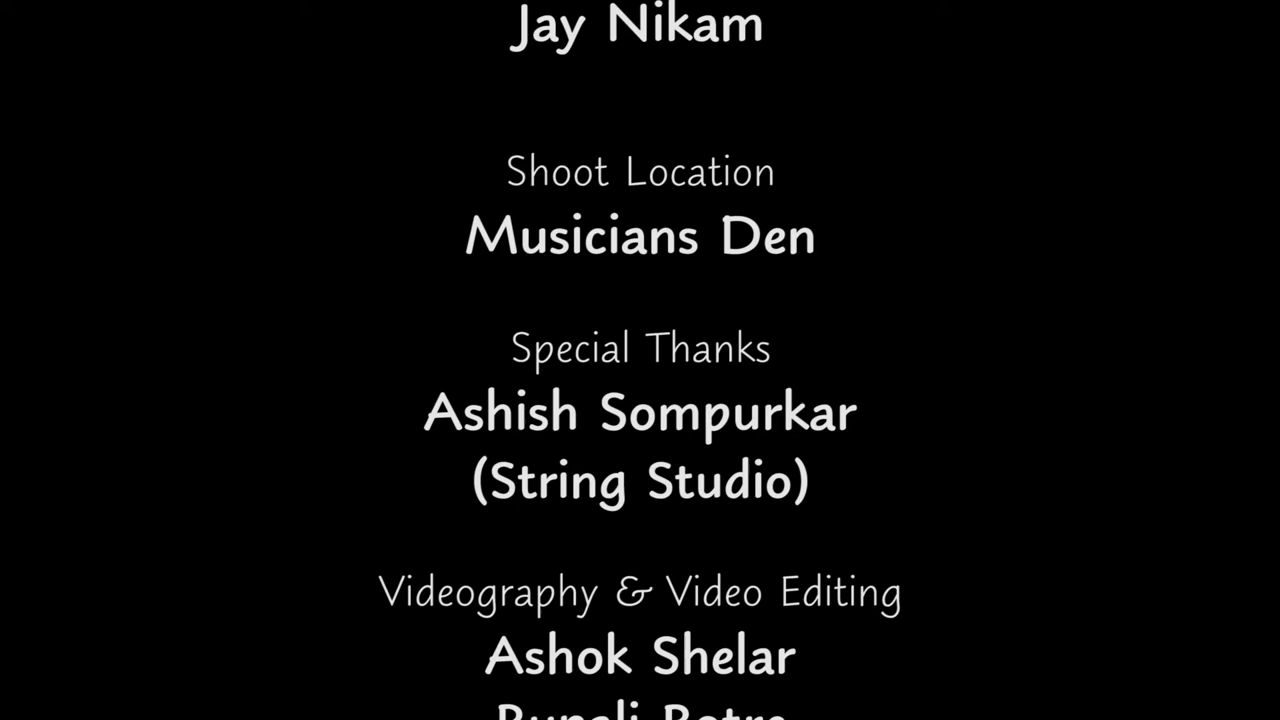 Jay Nikam
Shoot Location
Musicians Den
Special Thanks
Ashish Sompurkar
(String Studio)
Videography & Video Editing
Ashok Shelar